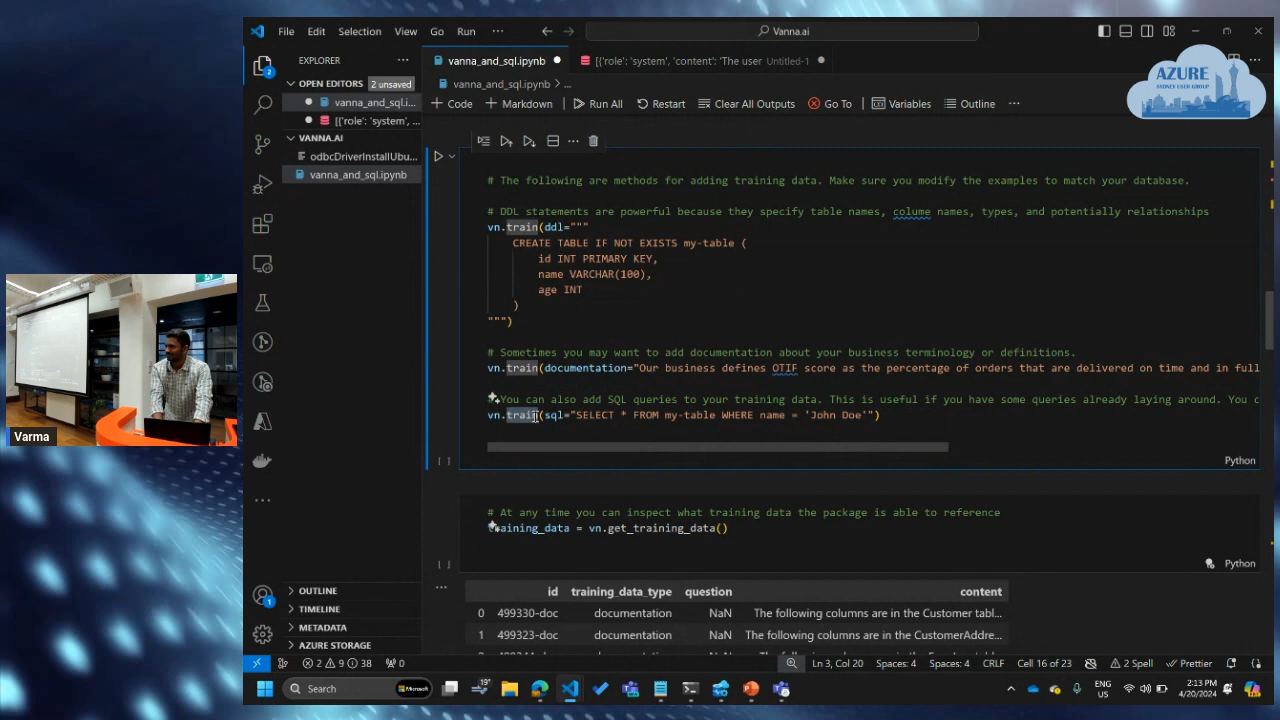 File Edit Selection View Go Run
Vanna.ai
AZURE
SYDNEY USER GROUP
EXPLORER
OPEN EDITORS 2 unsaved
vanna_and_sql.i...
[{'role': 'system', ...
VANNA.AI
odbcDriverInstallUbu...
vanna_and_sql.ipynb
OUTLINE
TIMELINE
METADATA
AZURE STORAGE
vanna_and_sql.ipynb
[{'role': 'system', 'content': 'The user Untitled-1
vanna_and_sql.ipynb > ...
+ Code + Markdown Run All Restart Clear All Outputs Go To Variables Outline ...
# The following are methods for adding training data. Make sure you modify the examples to match your database.
# DDL statements are powerful because they specify table names, colume names, types, and potentially relationships
vn.train(ddl="""
CREATE TABLE IF NOT EXISTS my-table (
id INT PRIMARY KEY,
name VARCHAR(100),
age INT
)
""")
# Sometimes you may want to add documentation about your business terminology or definitions.
vn.train(documentation="Our business defines OTIF score as the percentage of orders that are delivered on time and in full
You can also add SQL queries to your training data. This is useful if you have some queries already laying around. You c
vn.train(sql="SELECT * FROM my-table WHERE name = 'John Doe'")
[ ] Python
# At any time you can inspect what training data the package is able to reference
training_data = vn.get_training_data()
[ ] Python
id training_data_type question content
0 499330-doc documentation NaN The following columns are in the Customer tabl...
1 499323-doc documentation NaN The following columns are in the CustomerAddre...
Varma
2 9 38 0
Ln 3, Col 20 Spaces: 4 Spaces: 4 CRLF Cell 16 of 23 2 Spell Prettier
2
1
Search
Microsoft
19°
ENG
US
2:13 PM
4/20/2024